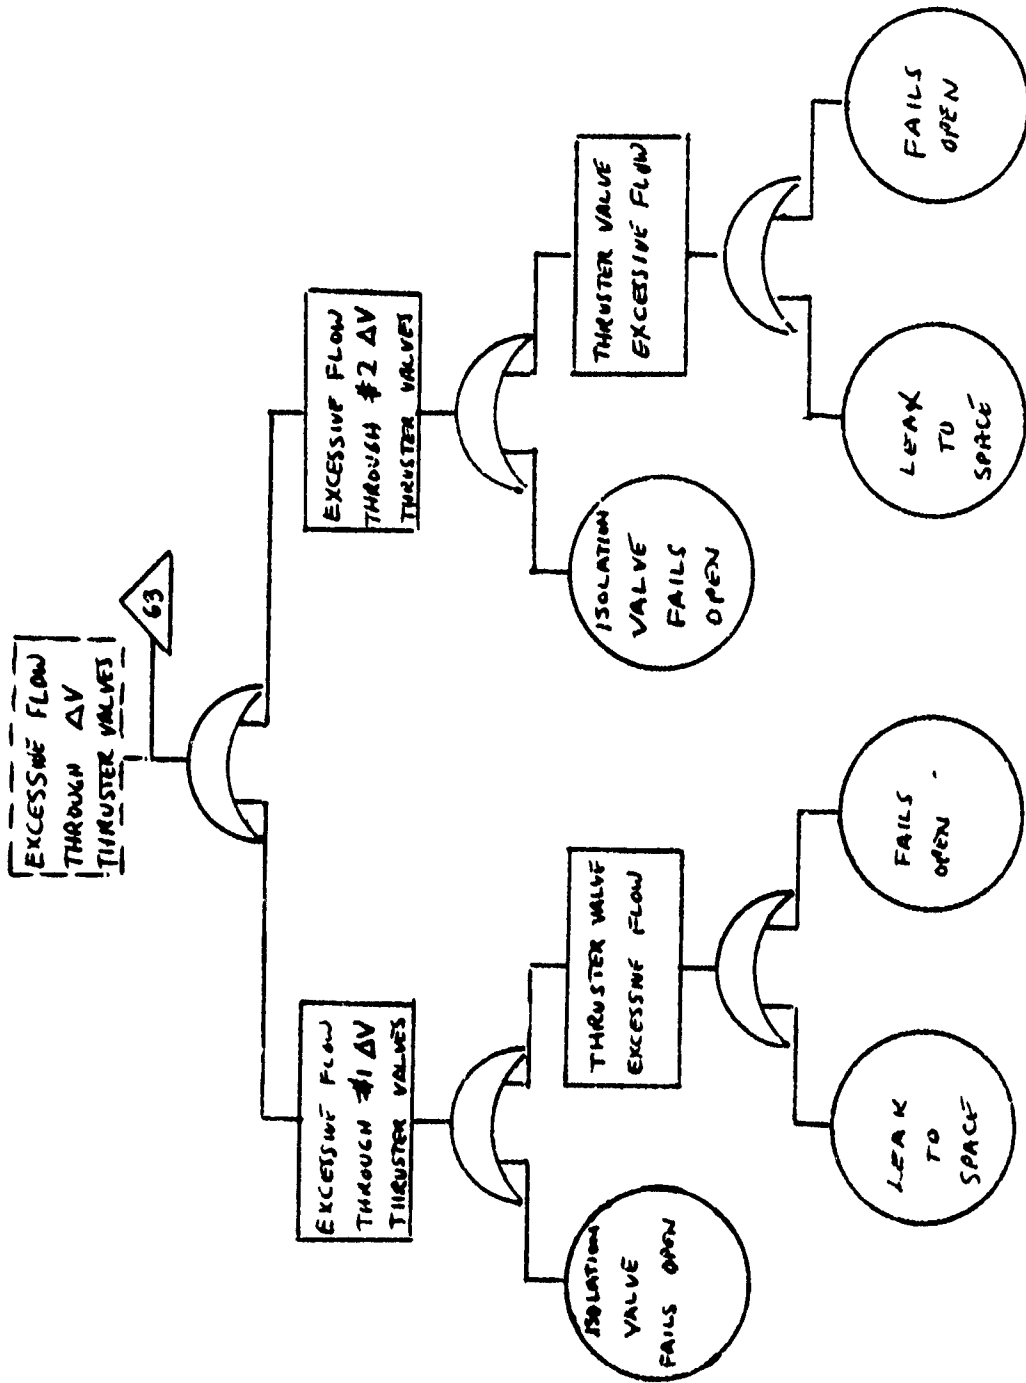 EXCESSIVE FLOW
THROUGH ΔV
THRUSTER VALVES
63
EXCESSIVE FLOW
THROUGH #1 ΔV
THRUSTER VALVES
EXCESSIVE FLOW
THROUGH #2 ΔV
THRUSTER VALVES
ISOLATION
VALVE
FAILS OPEN
THRUSTER VALVE
EXCESSIVE FLOW
ISOLATION
VALVE
FAILS
OPEN
THRUSTER VALVE
EXCESSIVE FLOW
LEAK
TO
SPACE
FAILS
OPEN
LEAK
TO
SPACE
FAILS
OPEN